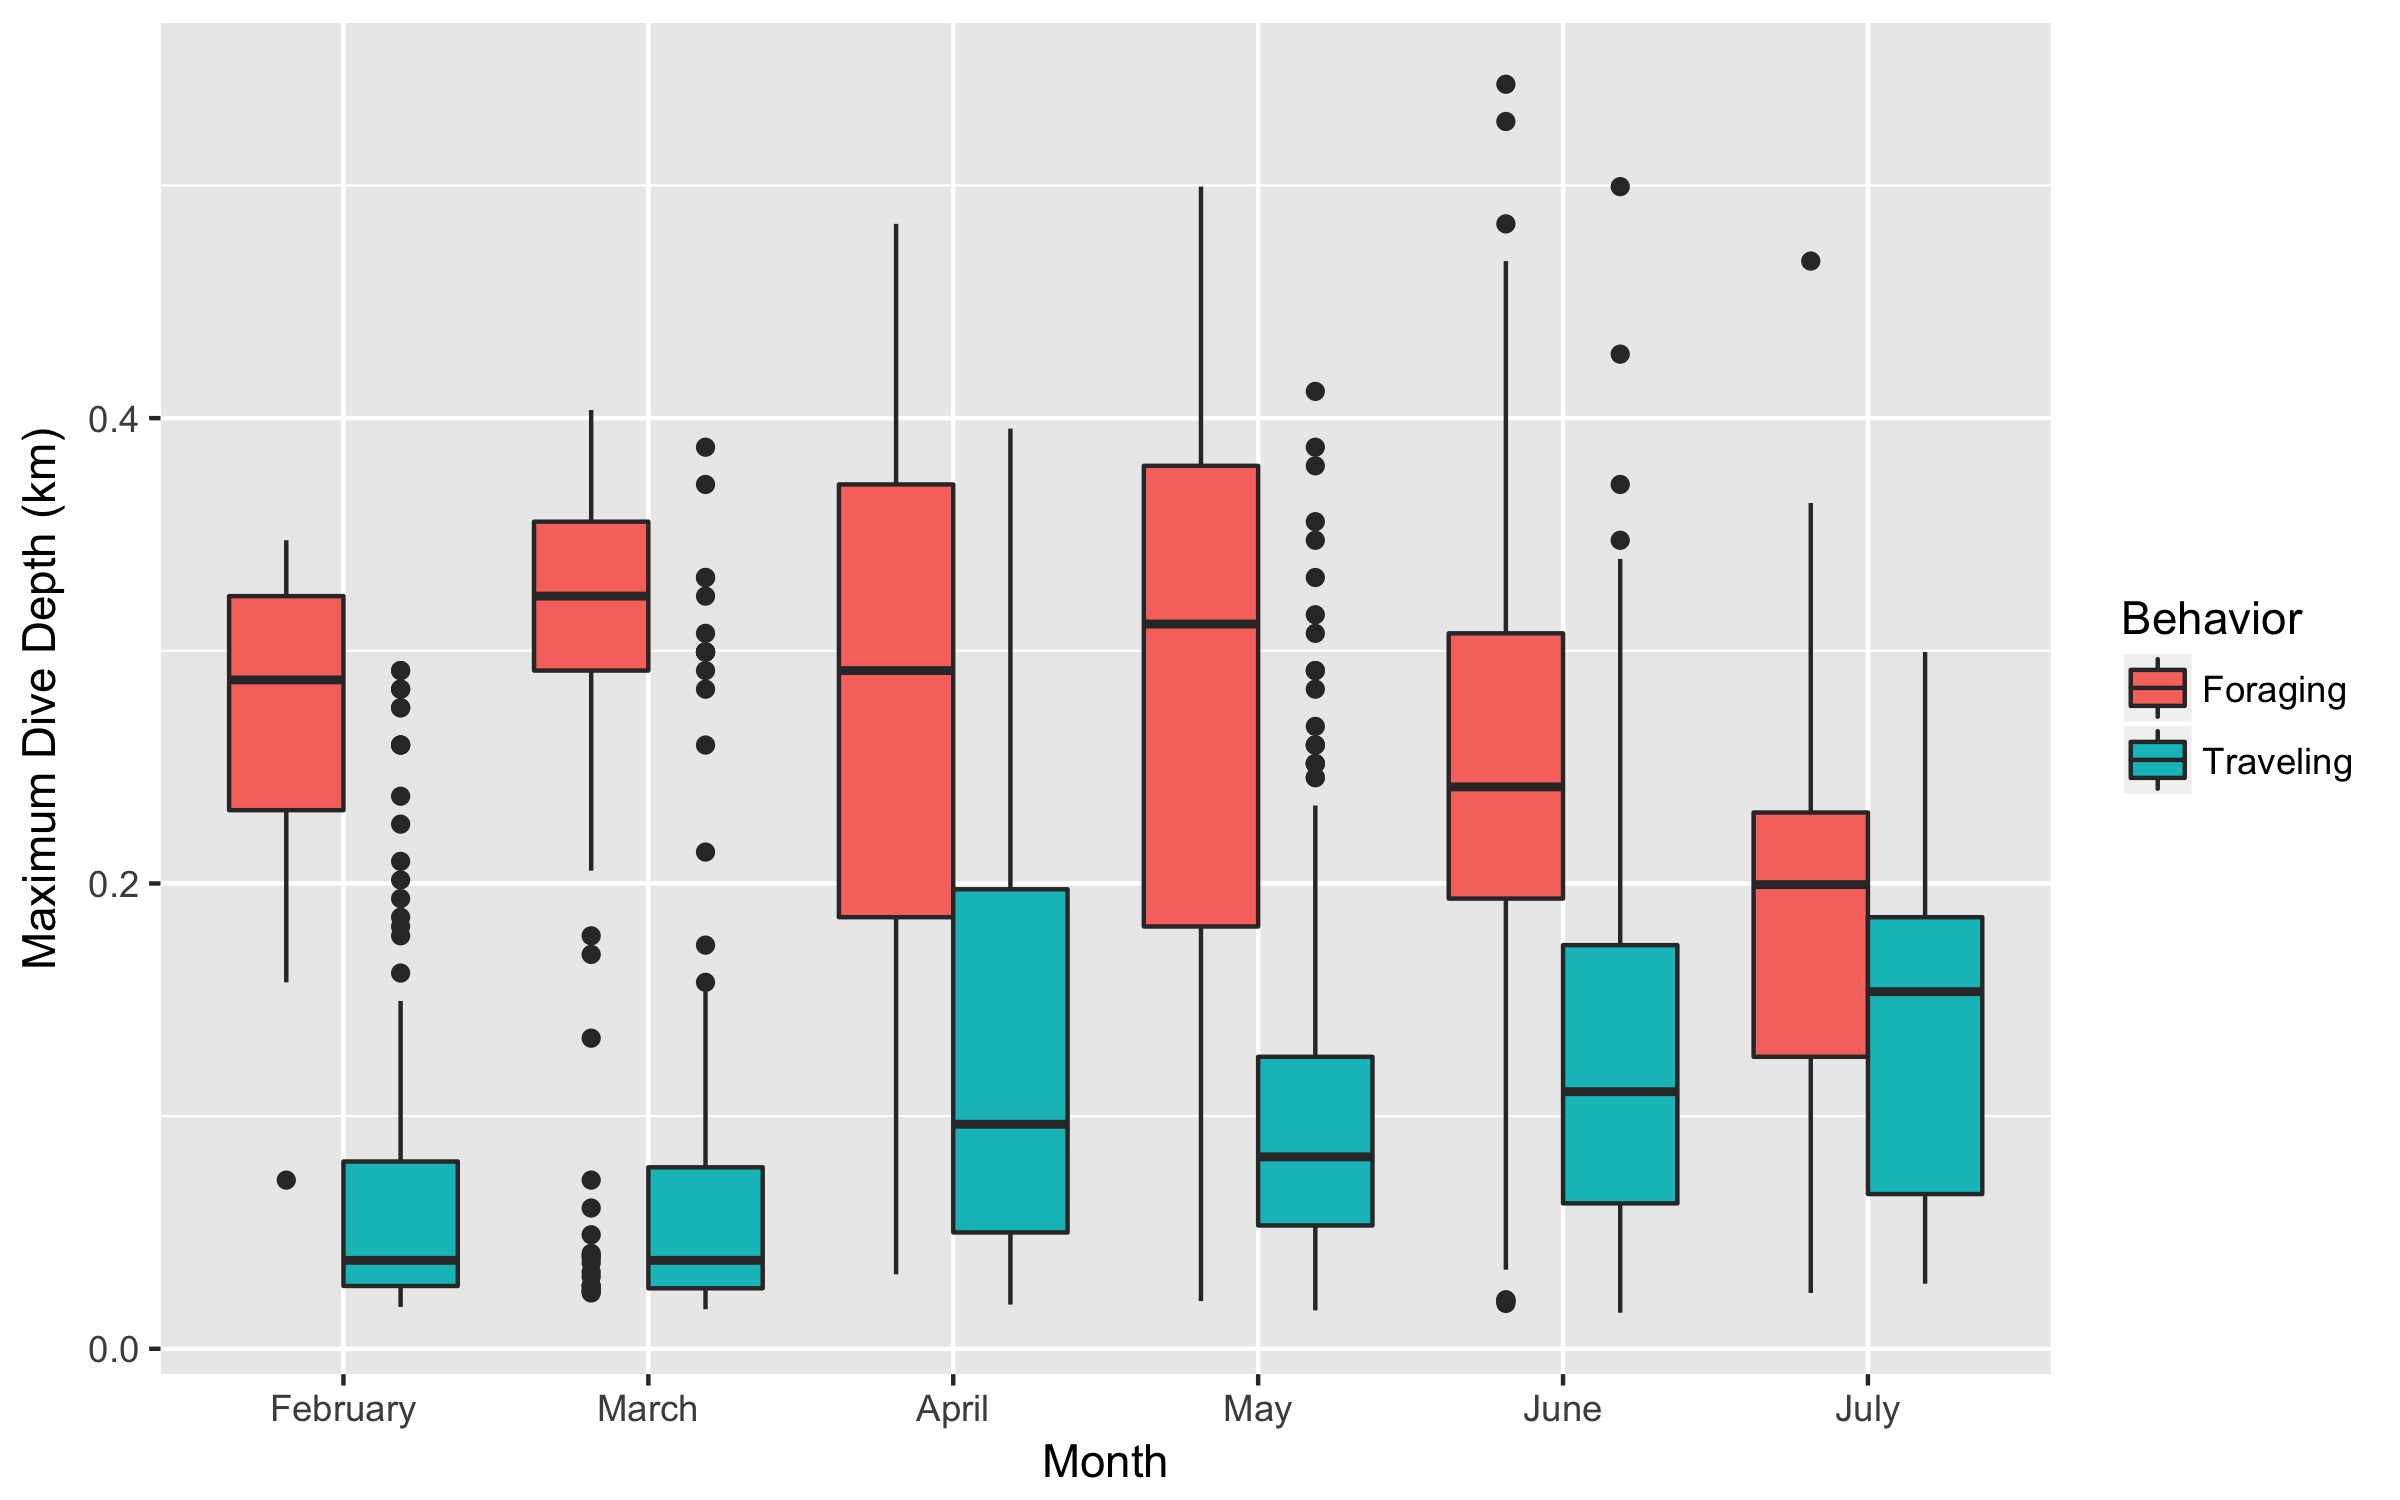 Maximum Dive Depth (km)
0.4
0.2
0.0
February March April May June July
Month
Behavior
Foraging
Traveling